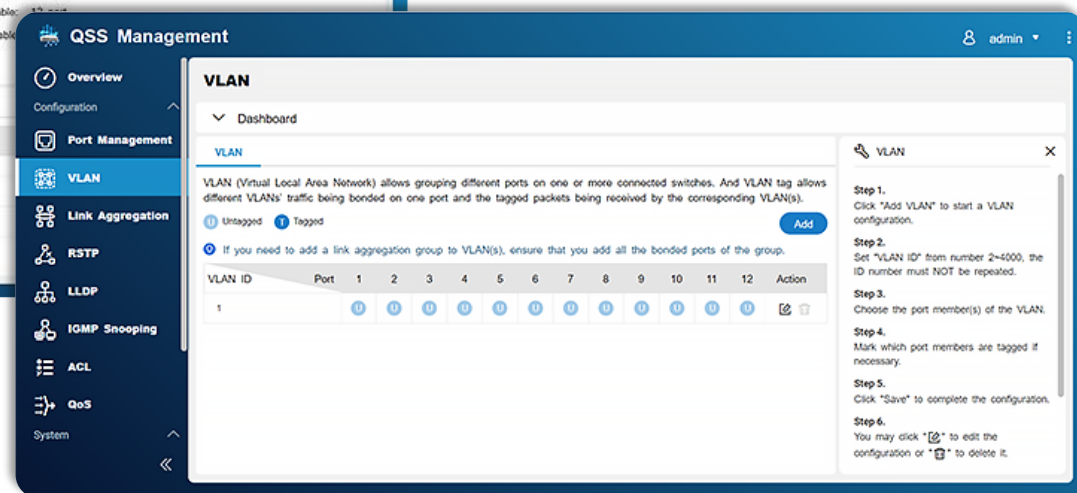 12 port
QSS Management
admin
Overview
Configuration
Port Management
VLAN
Link Aggregation
RSTP
LLDP
IGMP Snooping
ACL
QoS
System
VLAN
Dashboard
VLAN
VLAN (Virtual Local Area Network) allows grouping different ports on one or more connected switches. And VLAN tag allows
different VLANs' traffic being bonded on one port and the tagged packets being received by the corresponding VLAN(s).
U Untagged T Tagged
Add
If you need to add a link aggregation group to VLAN(s), ensure that you add all the bonded ports of the group.
VLAN ID Port 1 2 3 4 5 6 7 8 9 10 11 12 Action
1 U U U U U U U U U U U U
VLAN
Step 1.
Click "Add VLAN" to start a VLAN
configuration.
Step 2.
Set "VLAN ID" from number 2~4000, the
ID number must NOT be repeated.
Step 3.
Choose the port member(s) of the VLAN.
Step 4.
Mark which port members are tagged if
necessary.
Step 5.
Click "Save" to complete the configuration.
Step 6.
You may click " " to edit the
configuration or " " to delete it.